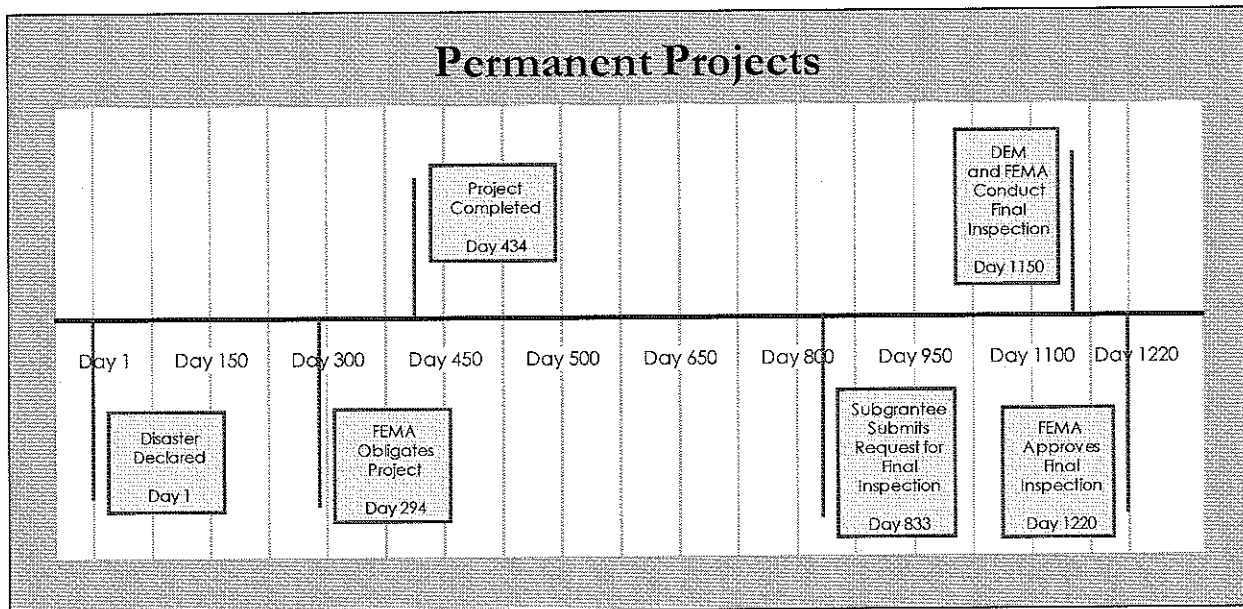 Permanent Projects
Project
Completed
Day 434
DEM
and FEMA
Conduct
Final
Inspection
Day 1150
Day 1 Day 150 Day 300 Day 450 Day 500 Day 650 Day 800 Day 950 Day 1100 Day 1220
Disaster
Declared
Day 1
FEMA
Obligates
Project
Day 294
Subgrantee
Submits
Request for
Final
Inspection
Day 833
FEMA
Approves
Final
Inspection
Day 1220